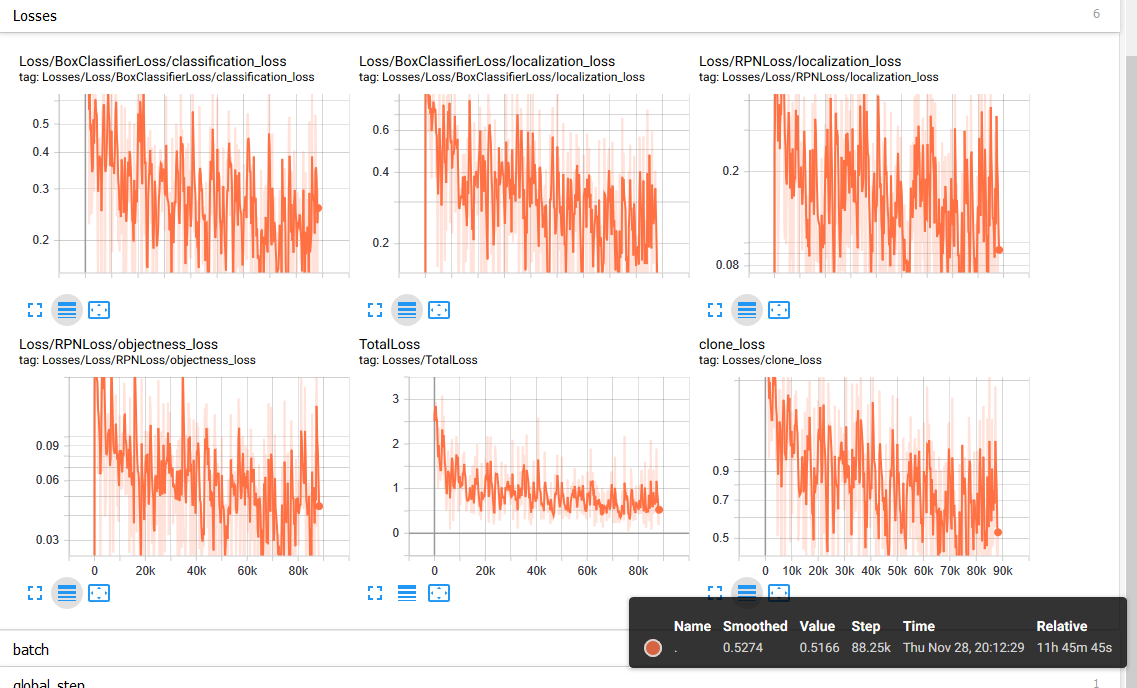 Losses
6
Loss/BoxClassifierLoss/classification_loss
tag: Losses/Loss/BoxClassifierLoss/classification_loss
0.5
0.4
0.3
0.2
Loss/BoxClassifierLoss/localization_loss
tag: Losses/Loss/BoxClassifierLoss/localization_loss
0.6
0.4
0.2
Loss/RPNLoss/localization_loss
tag: Losses/Loss/RPNLoss/localization_loss
0.2
0.08
Loss/RPNLoss/objectness_loss
tag: Losses/Loss/RPNLoss/objectness_loss
0.09
0.06
0.03
0 20k 40k 60k 80k
TotalLoss
tag: Losses/TotalLoss
3
2
1
0
0 20k 40k 60k 80k
clone_loss
tag: Losses/clone_loss
0.9
0.7
0.5
0 10k 20k 30k 40k 50k 60k 70k 80k 90k
Name Smoothed Value Step Time Relative
. 0.5274 0.5166 88.25k Thu Nov 28, 20:12:29 11h 45m 45s
batch
global_step
1